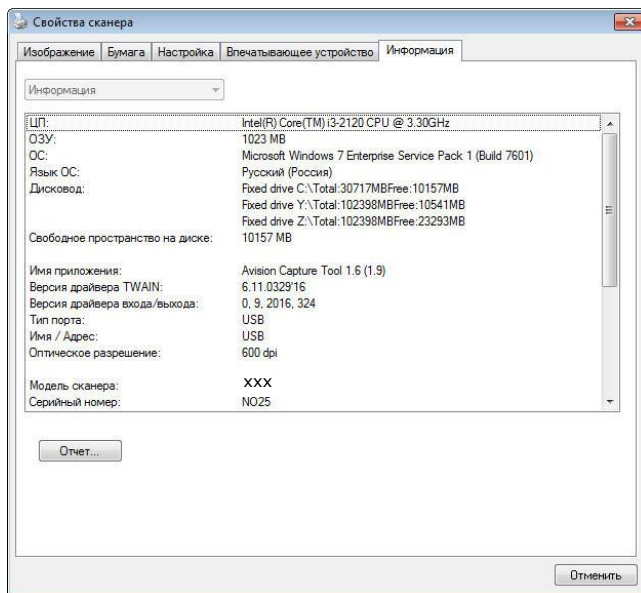 Свойства сканера
Изображение Бумага Настройка Впечатывающее устройство Информация
Информация
ЦП: Intel(R) Core(TM) i3-2120 CPU @ 3.30GHz
ОЗУ: 1023 MB
ОС: Microsoft Windows 7 Enterprise Service Pack 1 (Build 7601)
Язык ОС: Русский (Россия)
Дисковод: Fixed drive C:\Total:30717MBFree:10157MB
Fixed drive Y:\Total:102398MBFree:10541MB
Fixed drive Z:\Total:102398MBFree:23293MB
Свободное пространство на диске: 10157 MB
Имя приложения: Avision Capture Tool 1.6 (1.9)
Версия драйвера TWAIN: 6.11.0329'16
Версия драйвера входа/выхода: 0, 9, 2016, 324
Тип порта: USB
Имя / Адрес: USB
Оптическое разрешение: 600 dpi
Модель сканера: XXX
Серийный номер: NO25
Отчет...
Отменить